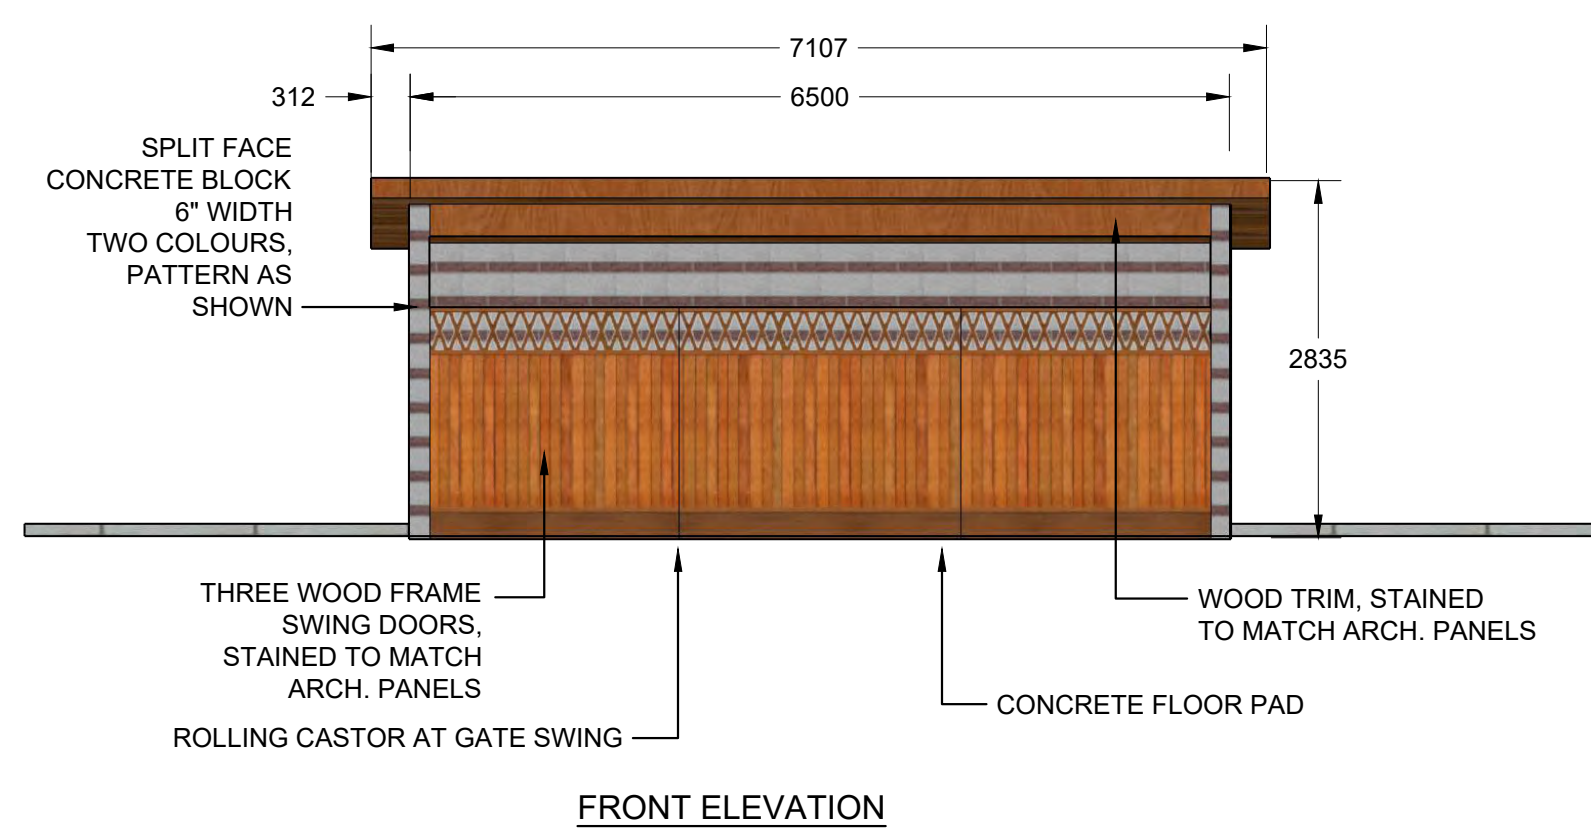 7107
312
6500
SPLIT FACE
CONCRETE BLOCK
6" WIDTH
TWO COLOURS,
PATTERN AS
SHOWN
2835
THREE WOOD FRAME
SWING DOORS,
STAINED TO MATCH
ARCH. PANELS
WOOD TRIM, STAINED
TO MATCH ARCH. PANELS
CONCRETE FLOOR PAD
ROLLING CASTOR AT GATE SWING
FRONT ELEVATION